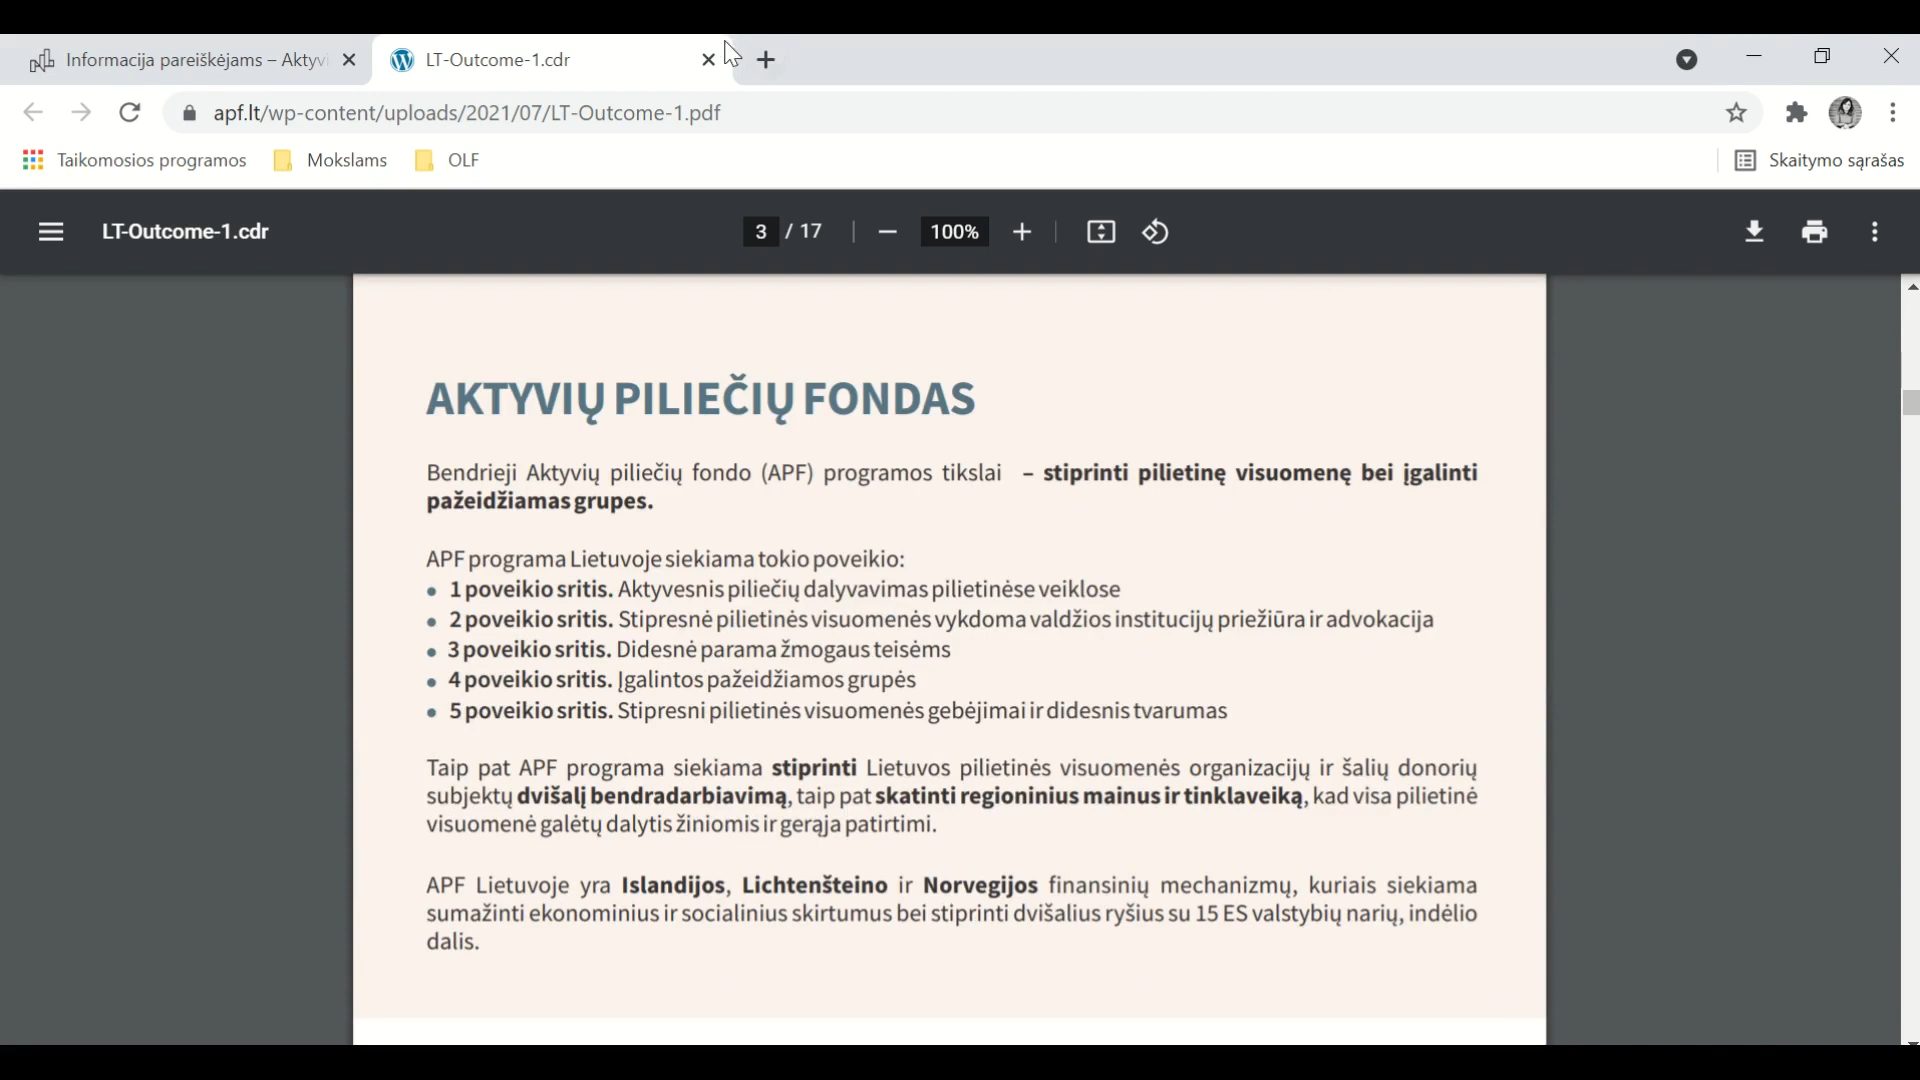 Informacija pareiškėjams – Aktyvi
LT-Outcome-1.cdr
apf.lt/wp-content/uploads/2021/07/LT-Outcome-1.pdf
Taikomosios programos
Mokslams
OLF
Skaitymo sąrašas
LT-Outcome-1.cdr
3 / 17
100%
AKTYVIŲ PILIEČIŲ FONDAS
Bendrieji Aktyvių piliečių fondo (APF) programos tikslai – stiprinti pilietinę visuomenę bei įgalinti
pažeidžiamas grupes.
APF programa Lietuvoje siekiama tokio poveikio:
• 1 poveikio sritis. Aktyvesnis piliečių dalyvavimas pilietinėse veiklose
• 2 poveikio sritis. Stipresnė pilietinės visuomenės vykdoma valdžios institucijų priežiūra ir advokacija
• 3 poveikio sritis. Didesnė parama žmogaus teisėms
• 4 poveikio sritis. Įgalintos pažeidžiamos grupės
• 5 poveikio sritis. Stipresni pilietinės visuomenės gebėjimai ir didesnis tvarumas
Taip pat APF programa siekiama stiprinti Lietuvos pilietinės visuomenės organizacijų ir šalių donorių
subjektų dvišalį bendradarbiavimą, taip pat skatinti regioninius mainus ir tinklaveiką, kad visa pilietinė
visuomenė galėtų dalytis žiniomis ir gerąja patirtimi.
APF Lietuvoje yra Islandijos, Lichtenšteino ir Norvegijos finansinių mechanizmų, kuriais siekiama
sumažinti ekonominius ir socialinius skirtumus bei stiprinti dvišalius ryšius su 15 ES valstybių narių, indėlio
dalis.